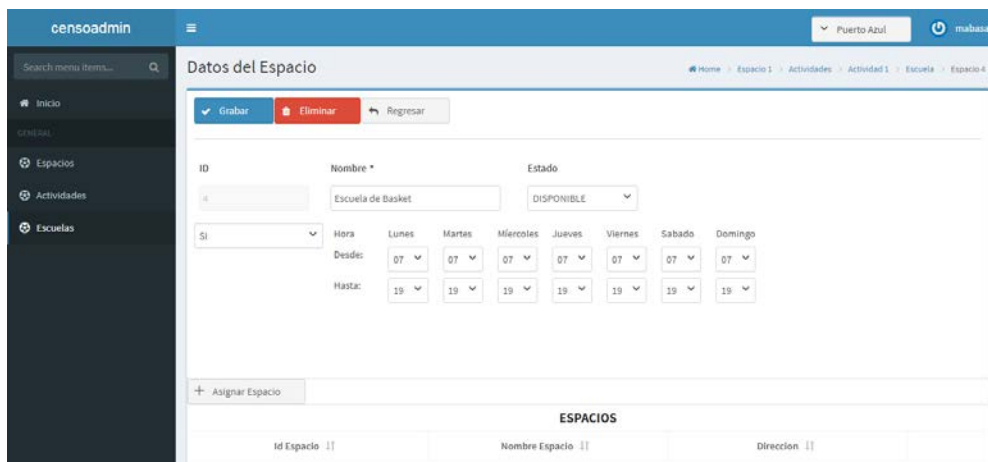 censoadmin
Puerto Azul
mabasa
Search menu items...
Datos del Espacio
Home / Espacio 1 / Actividades / Actividad 1 / Escuela / Espacio 4
Inicio
GENERAL
Espacios
Actividades
Escuelas
Grabar
Eliminar
Regresar
ID Nombre * Estado
4 Escuela de Basket DISPONIBLE
Si Hora Lunes Martes Miercoles Jueves Viernes Sabado Domingo
Desde: 07 07 07 07 07 07 07
Hasta: 19 19 19 19 19 19 19
+ Asignar Espacio
ESPACIOS
Id Espacio Nombre Espacio Direccion